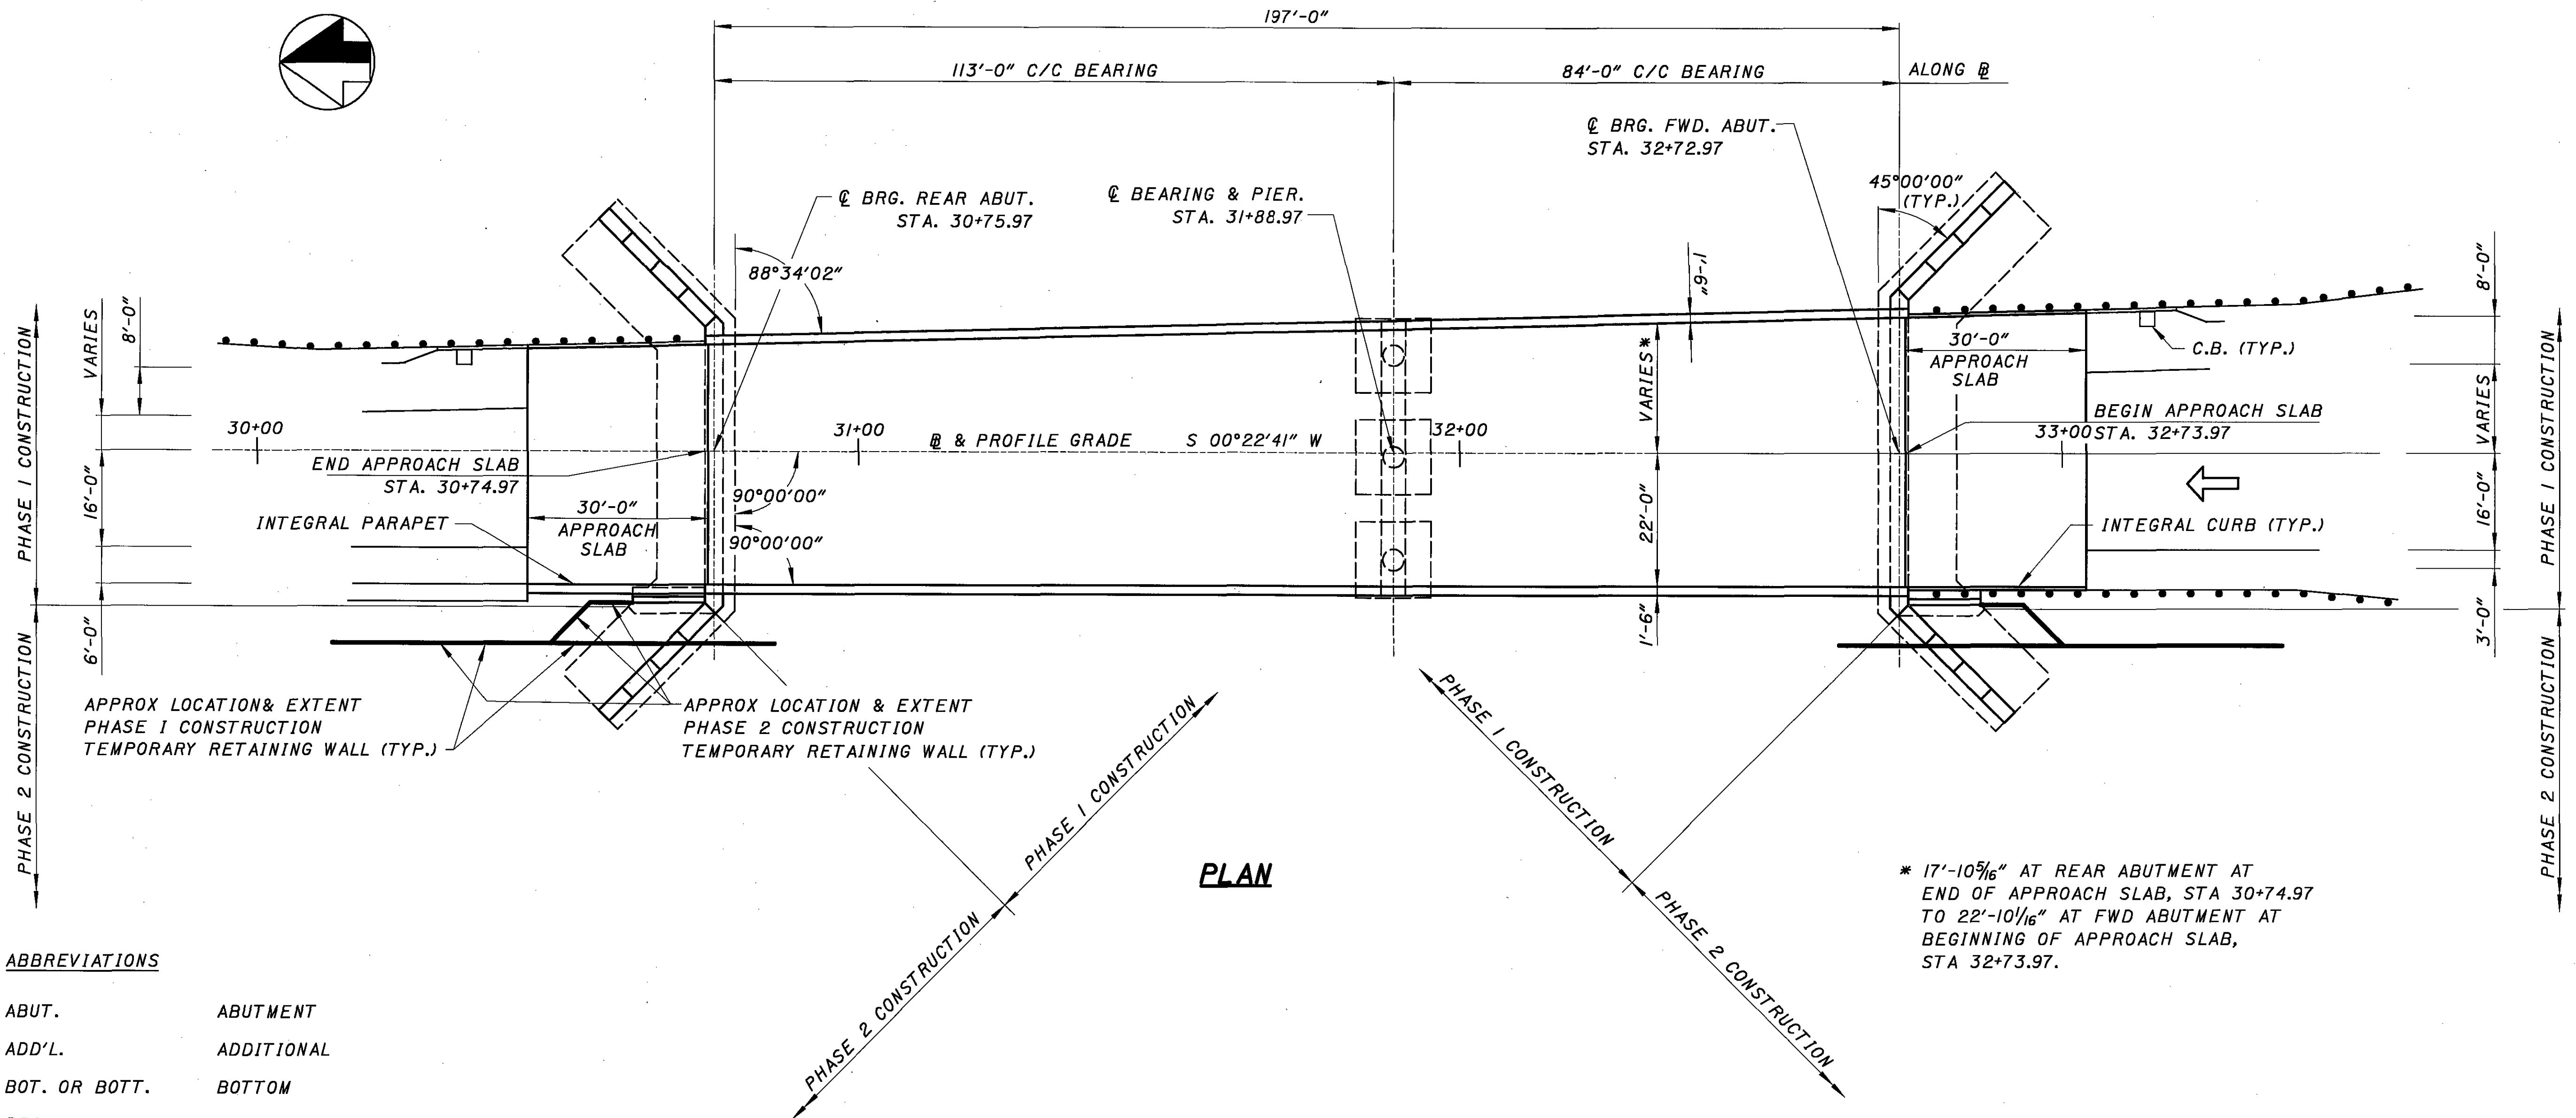 197'-0"
113'-0" C/C BEARING
84'-0" C/C BEARING
ALONG ℄
℄ BRG. FWD. ABUT.
STA. 32+72.97
45°00'00"
(TYP.)
℄ BRG. REAR ABUT.
STA. 30+75.97
℄ BEARING & PIER.
STA. 31+88.97
88°34'02"
1'-6"
8'-0"
VARIES
8'-0"
PHASE 1 CONSTRUCTION
30'-0"
APPROACH
SLAB
C.B. (TYP.)
VARIES*
VARIES
PHASE 1 CONSTRUCTION
BEGIN APPROACH SLAB
STA. 32+73.97
30+00
31+00
& PROFILE GRADE S 00°22'41" W
32+00
33+00
END APPROACH SLAB
STA. 30+74.97
16'-0"
90°00'00"
30'-0"
APPROACH
SLAB
INTEGRAL PARAPET
90°00'00"
22'-0"
16'-0"
INTEGRAL CURB (TYP.)
6'-0"
1'-6"
3'-0"
PHASE 2 CONSTRUCTION
APPROX LOCATION& EXTENT
PHASE 1 CONSTRUCTION
TEMPORARY RETAINING WALL (TYP.)
APPROX LOCATION & EXTENT
PHASE 2 CONSTRUCTION
TEMPORARY RETAINING WALL (TYP.)
PHASE 1 CONSTRUCTION
PHASE 2 CONSTRUCTION
PHASE 1 CONSTRUCTION
PHASE 2 CONSTRUCTION
PHASE 2 CONSTRUCTION
PLAN
* 17'-10 5/16" AT REAR ABUTMENT AT
END OF APPROACH SLAB, STA 30+74.97
TO 22'-10 1/16" AT FWD ABUTMENT AT
BEGINNING OF APPROACH SLAB,
STA 32+73.97.
ABBREVIATIONS
ABUT. ABUTMENT
ADD'L. ADDITIONAL
BOT. OR BOTT. BOTTOM